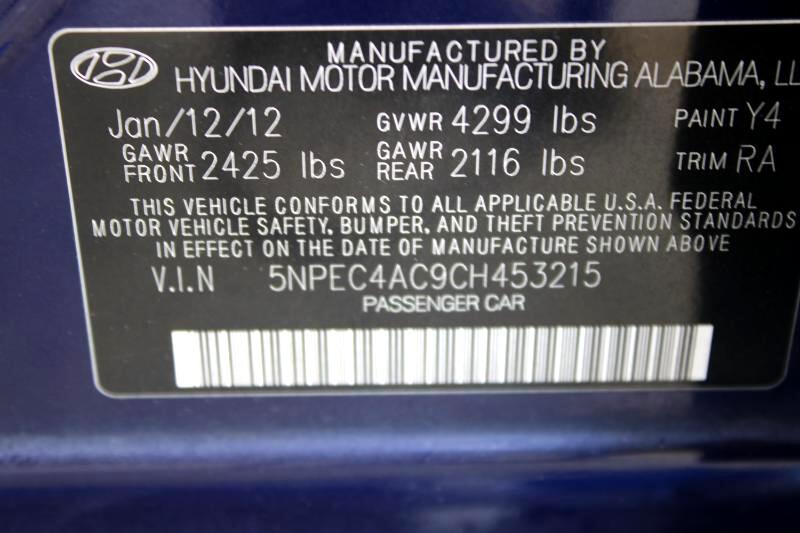 MANUFACTURED BY
HYUNDAI MOTOR MANUFACTURING ALABAMA, LL
Jan/12/12 GVWR 4299 lbs PAINT Y4
GAWR FRONT 2425 lbs GAWR REAR 2116 lbs TRIM RA
THIS VEHICLE CONFORMS TO ALL APPLICABLE U.S.A. FEDERAL
MOTOR VEHICLE SAFETY, BUMPER, AND THEFT PREVENTION STANDARDS
IN EFFECT ON THE DATE OF MANUFACTURE SHOWN ABOVE.
V.I.N 5NPEC4AC9CH453215
PASSENGER CAR